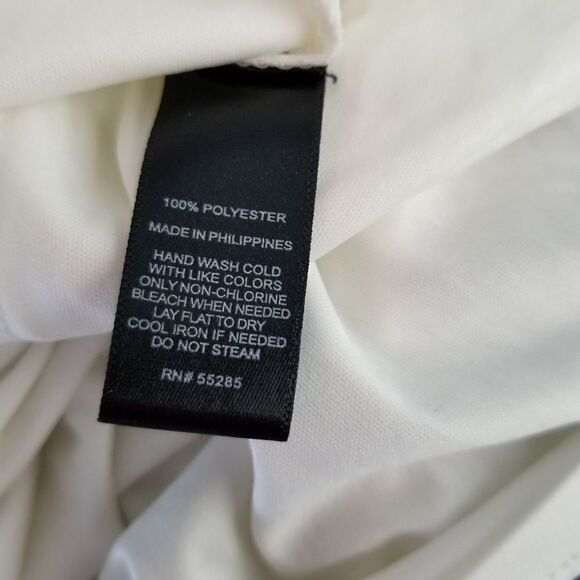 100% POLYESTER
MADE IN PHILIPPINES
HAND WASH COLD
WITH LIKE COLORS
ONLY NON-CHLORINE
BLEACH WHEN NEEDED
LAY FLAT TO DRY
COOL IRON IF NEEDED
DO NOT STEAM
RN# 55285